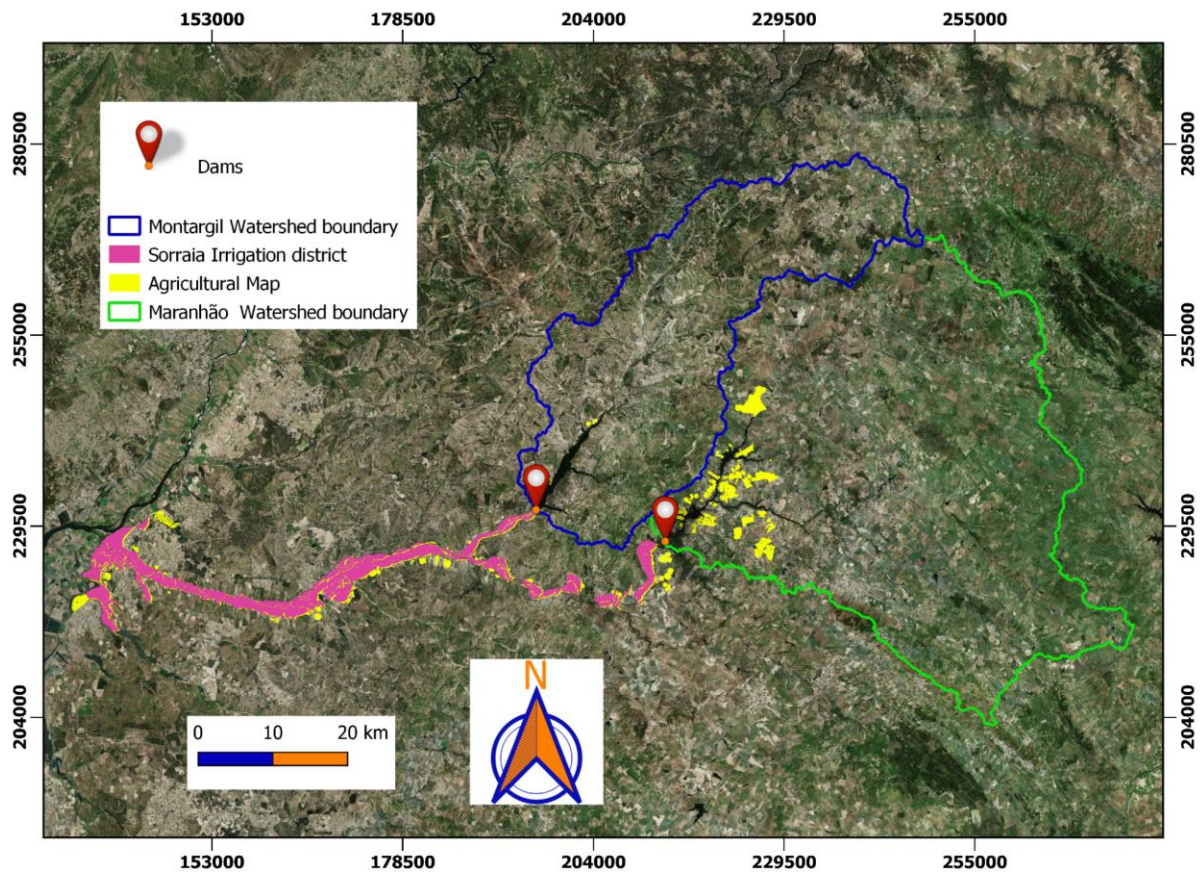 153000 178500 204000 229500 255000
280500 280500
Dams
Montargil Watershed boundary
Sorraia Irrigation district
Agricultural Map
Maranhão Watershed boundary
255000 255000
229500 229500
N
0 10 20 km
204000 204000
153000 178500 204000 229500 255000